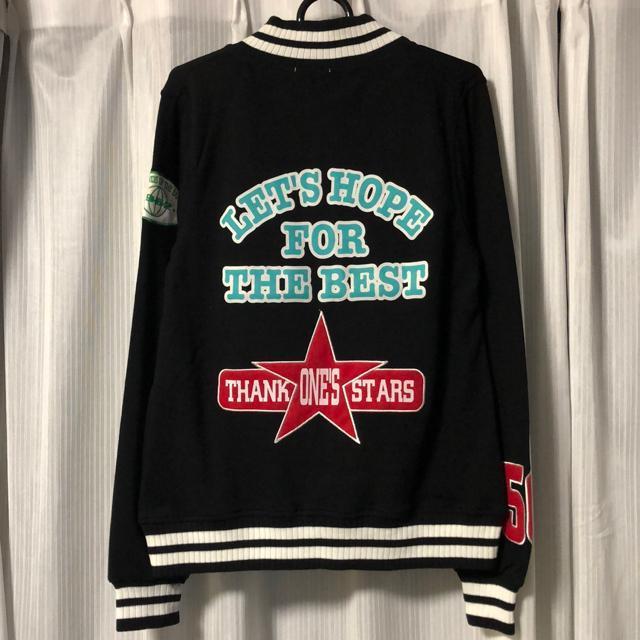 LET'S HOPE
FOR
THE BEST
THANK ONE'S STARS